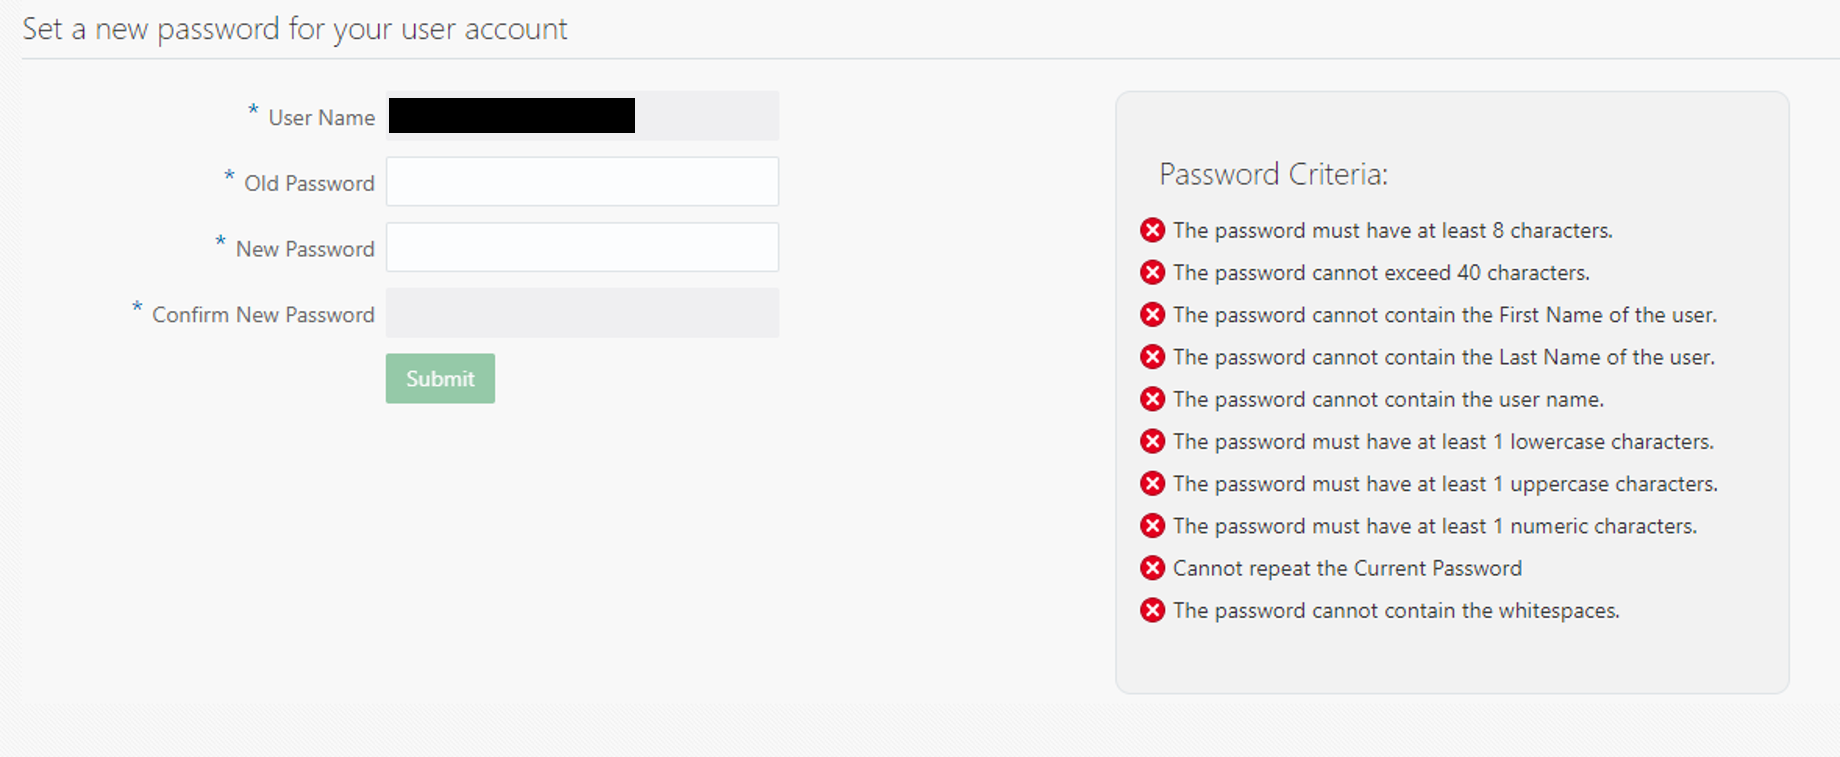 Set a new password for your user account
* User Name
* Old Password
* New Password
* Confirm New Password
Submit
Password Criteria:
The password must have at least 8 characters.
The password cannot exceed 40 characters.
The password cannot contain the First Name of the user.
The password cannot contain the Last Name of the user.
The password cannot contain the user name.
The password must have at least 1 lowercase characters.
The password must have at least 1 uppercase characters.
The password must have at least 1 numeric characters.
Cannot repeat the Current Password
The password cannot contain the whitespaces.